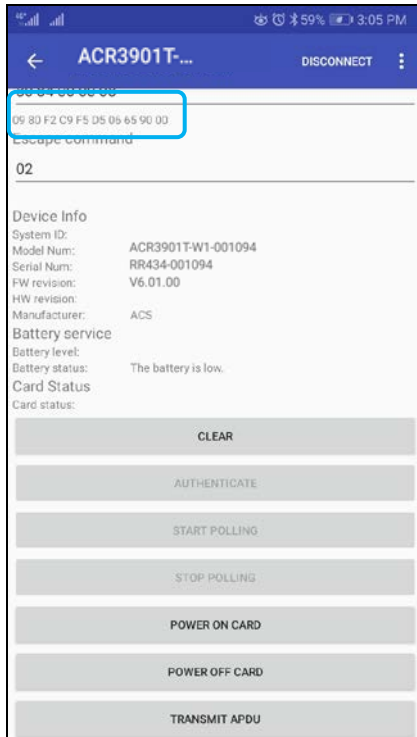 59% 3:05 PM
ACR3901T-... DISCONNECT
09 80 F2 C9 F5 D5 06 65 90 00
Escape command
02
Device Info
System ID:
Model Num: ACR3901T-W1-001094
Serial Num: RR434-001094
FW revision: V6.01.00
HW revision:
Manufacturer: ACS
Battery service
Battery level:
Battery status: The battery is low.
Card Status
Card status:
CLEAR
AUTHENTICATE
START POLLING
STOP POLLING
POWER ON CARD
POWER OFF CARD
TRANSMIT APDU